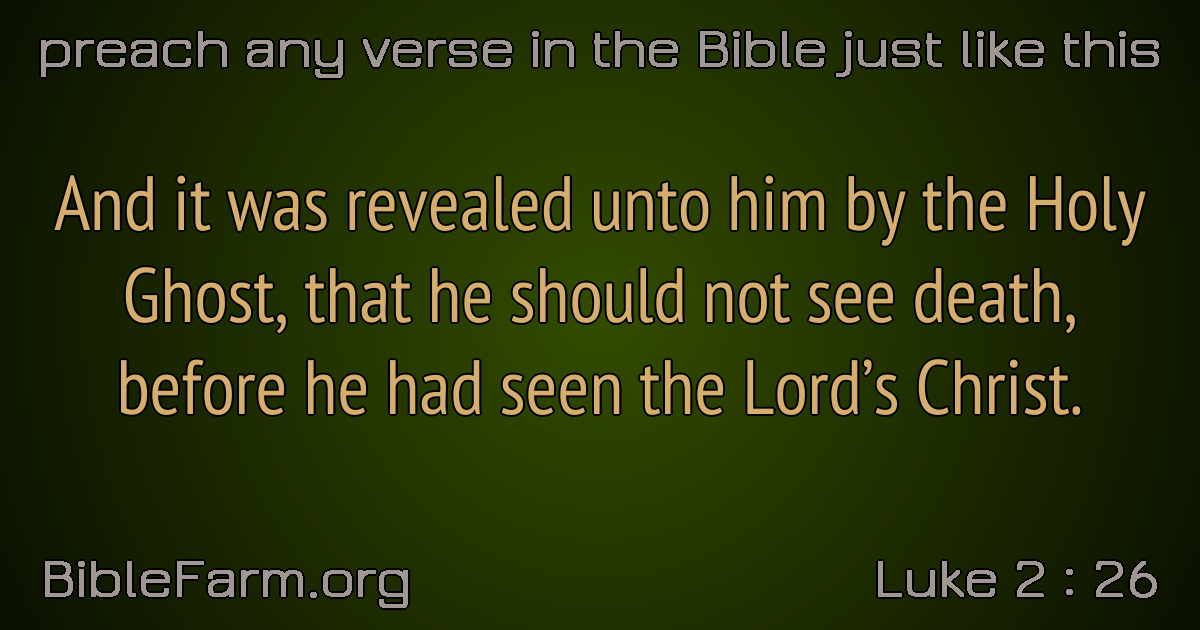 preach any verse in the Bible just like this
And it was revealed unto him by the Holy
Ghost, that he should not see death,
before he had seen the Lord’s Christ.
BibleFarm.org
Luke 2 : 26